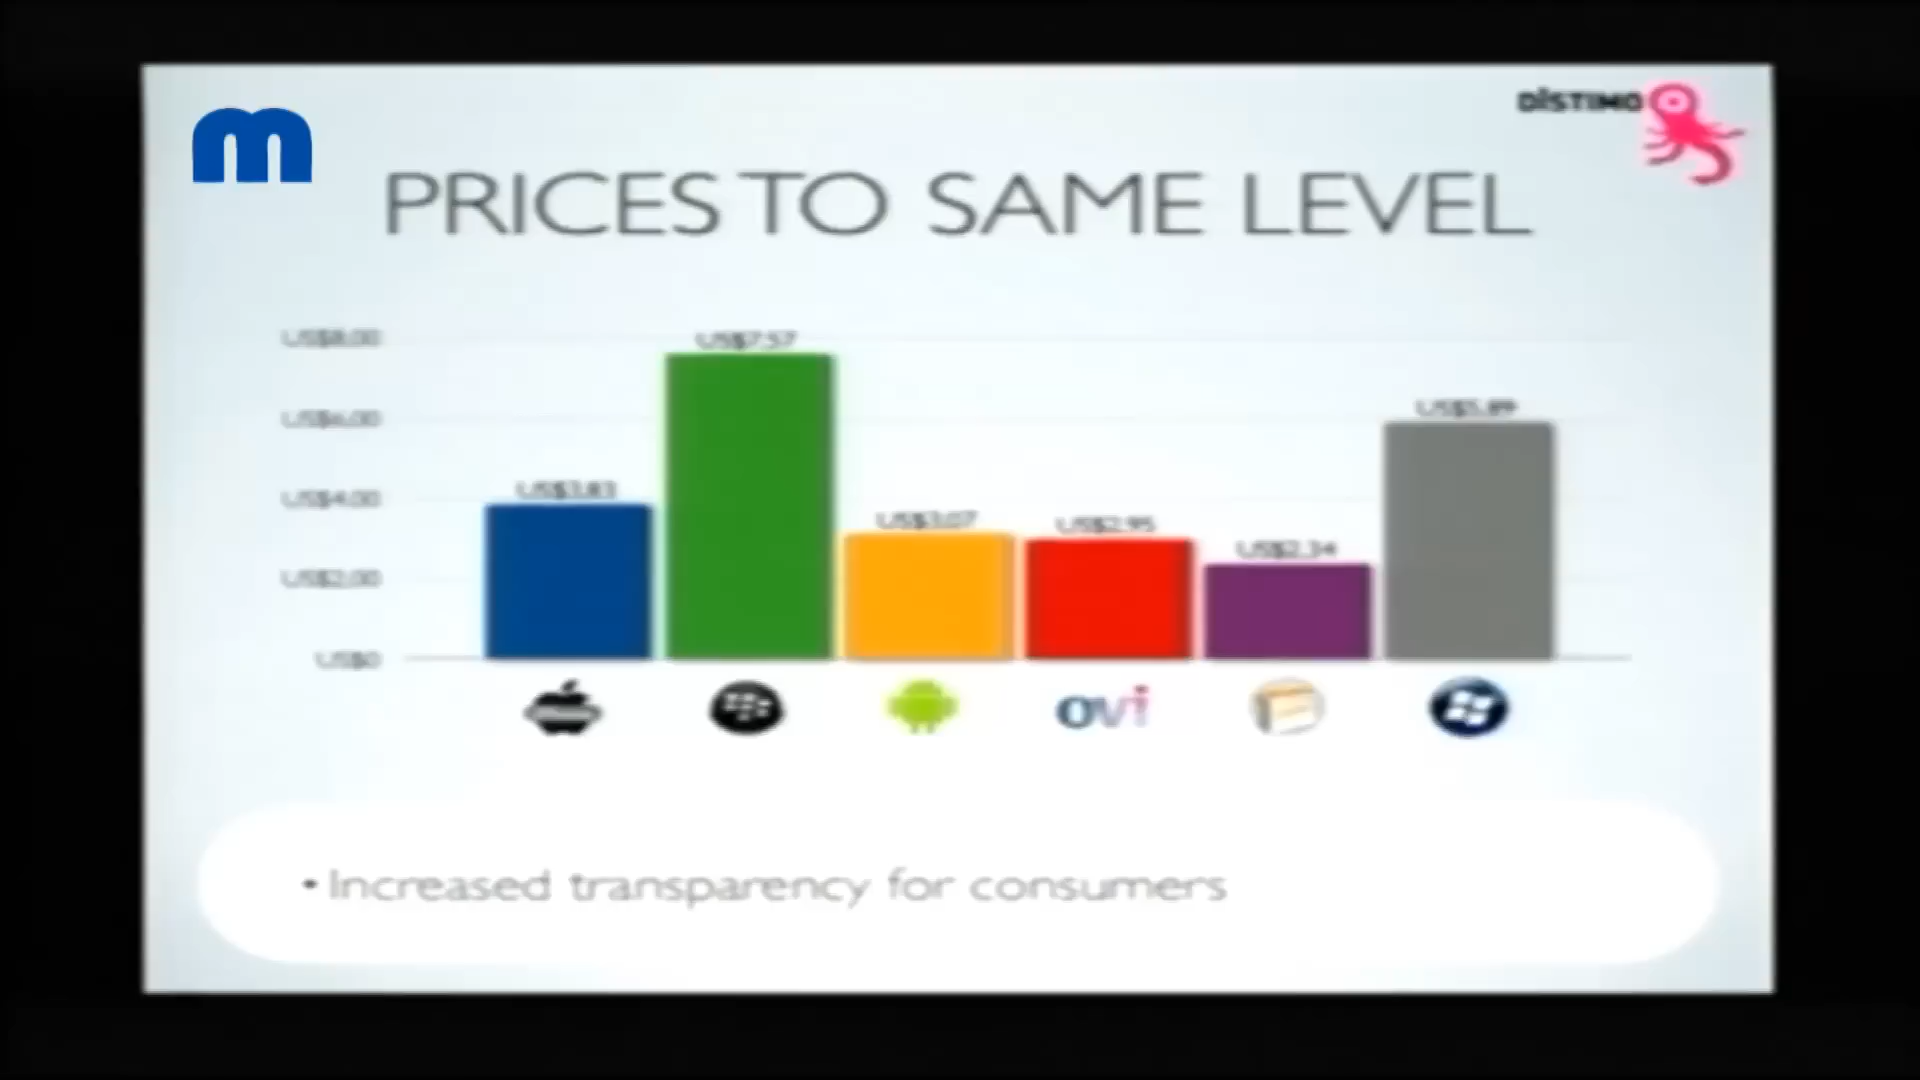 m
DISTIMO
PRICES TO SAME LEVEL
US$8.00
US$6.00
US$4.00
US$2.00
US$0
US$3.83
US$7.57
US$3.07
US$2.95
US$2.34
US$5.89
ovi
• Increased transparency for consumers